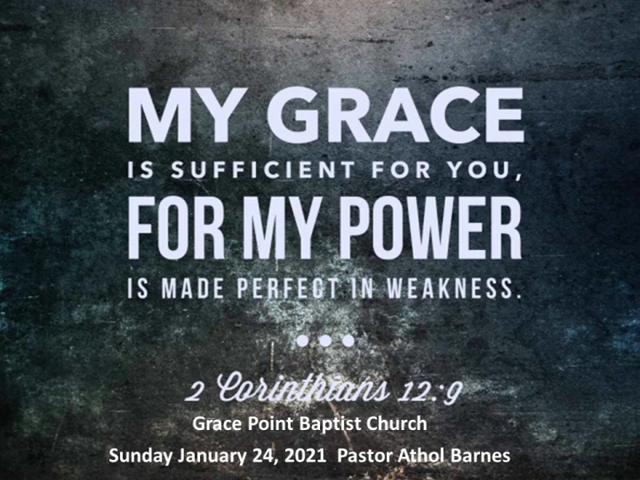 MY GRACE
IS SUFFICIENT FOR YOU,
FOR MY POWER
IS MADE PERFECT IN WEAKNESS.
•••
2 Corinthians 12:9
Grace Point Baptist Church
Sunday January 24, 2021  Pastor Athol Barnes